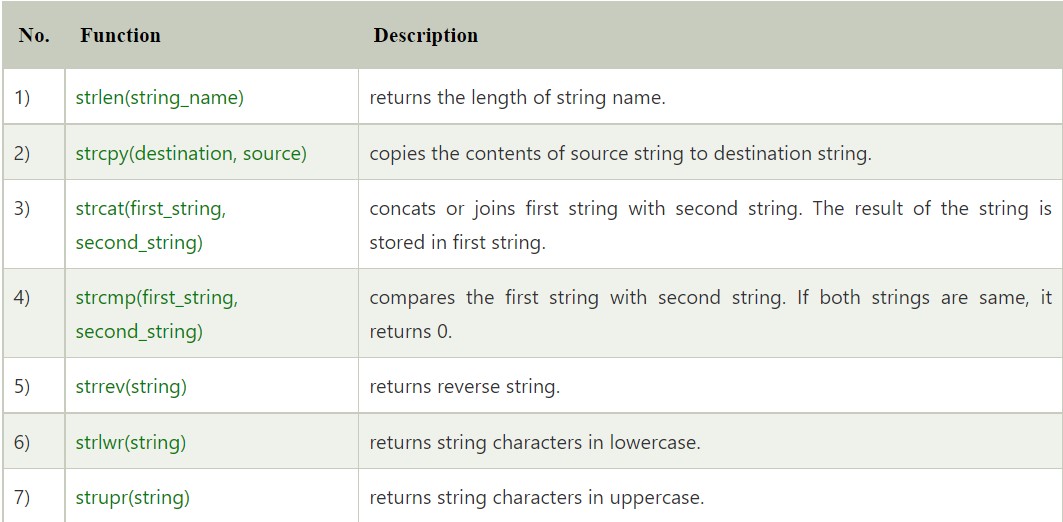 No. Function Description
1) strlen(string_name) returns the length of string name.
2) strcpy(destination, source) copies the contents of source string to destination string.
3) strcat(first_string, concats or joins first string with second string. The result of the string is
second_string) stored in first string.
4) strcmp(first_string, compares the first string with second string. If both strings are same, it
second_string) returns 0.
5) strrev(string) returns reverse string.
6) strlwr(string) returns string characters in lowercase.
7) strupr(string) returns string characters in uppercase.